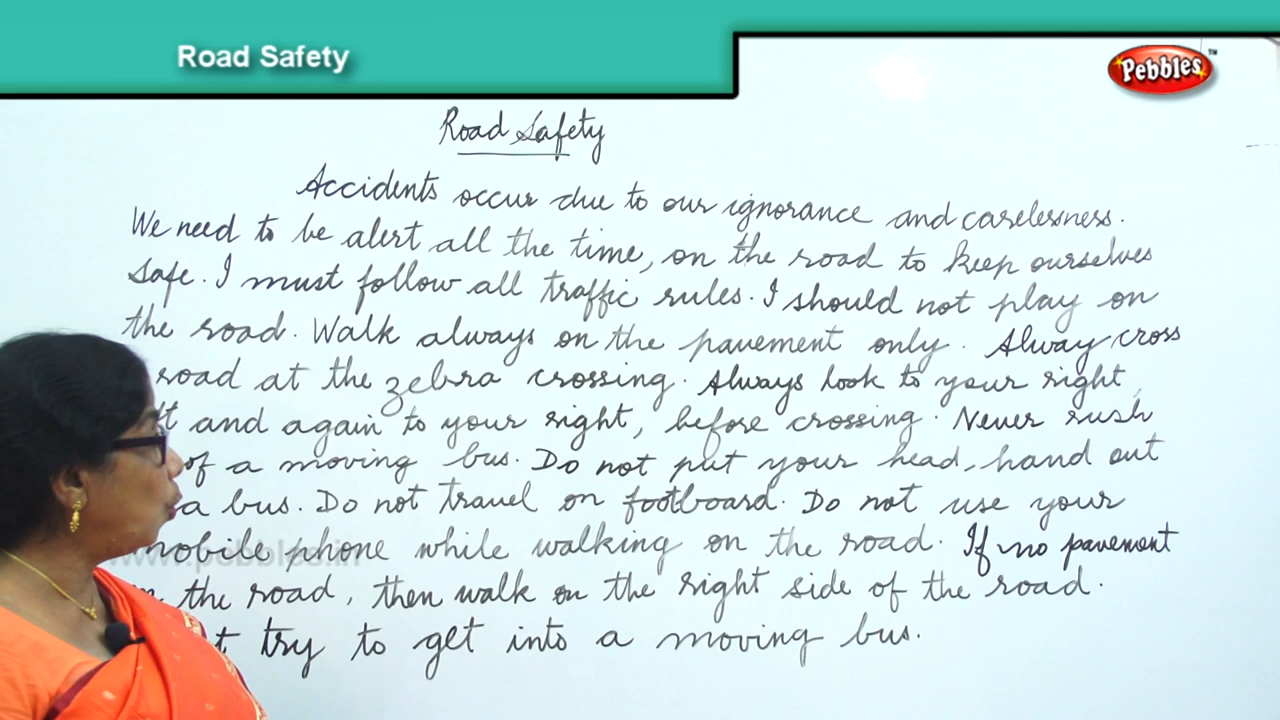 Road Safety
Pebbles™
Road Safety
Accidents occur due to our ignorance and carelessness.
We need to be alert all the time, on the road to keep ourselves
safe. I must follow all traffic rules. I should not play on
the road. Walk always on the pavement only. Alway cross
road at the zebra crossing. Always look to your right,
and again to your right, before crossing. Never rush
of a moving bus. Do not put your head, hand out
a bus. Do not travel on footboard. Do not use your
mobile phone while walking on the road. If no pavement
the road, then walk on the right side of the road.
try to get into a moving bus.
www.pebbles.in